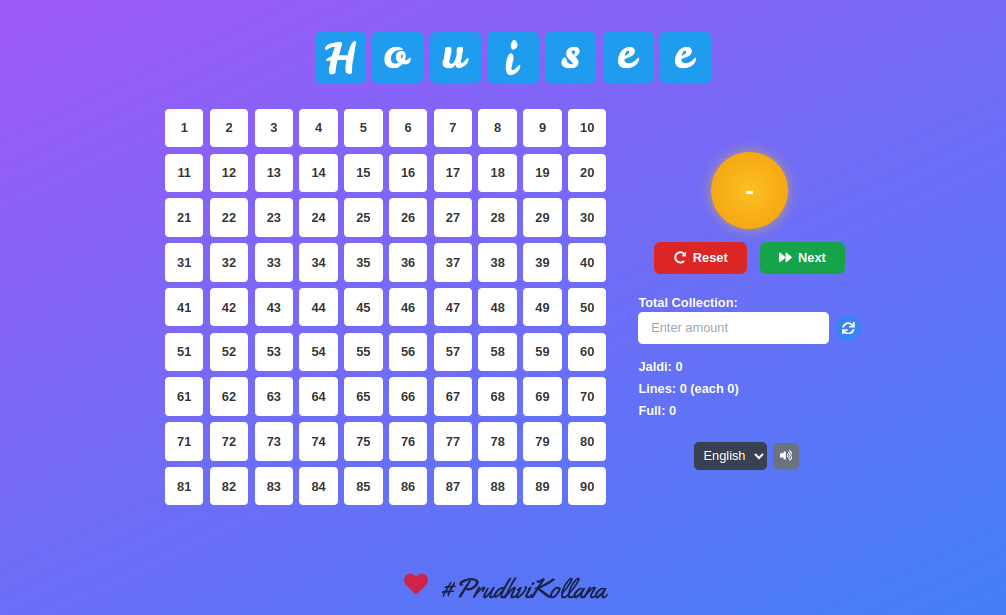 Houisee
1 2 3 4 5 6 7 8 9 10
11 12 13 14 15 16 17 18 19 20
21 22 23 24 25 26 27 28 29 30
31 32 33 34 35 36 37 38 39 40
41 42 43 44 45 46 47 48 49 50
51 52 53 54 55 56 57 58 59 60
61 62 63 64 65 66 67 68 69 70
71 72 73 74 75 76 77 78 79 80
81 82 83 84 85 86 87 88 89 90
-
Reset Next
Total Collection:
Enter amount
Jaldi: 0
Lines: 0 (each 0)
Full: 0
English
#PrudhviKollana